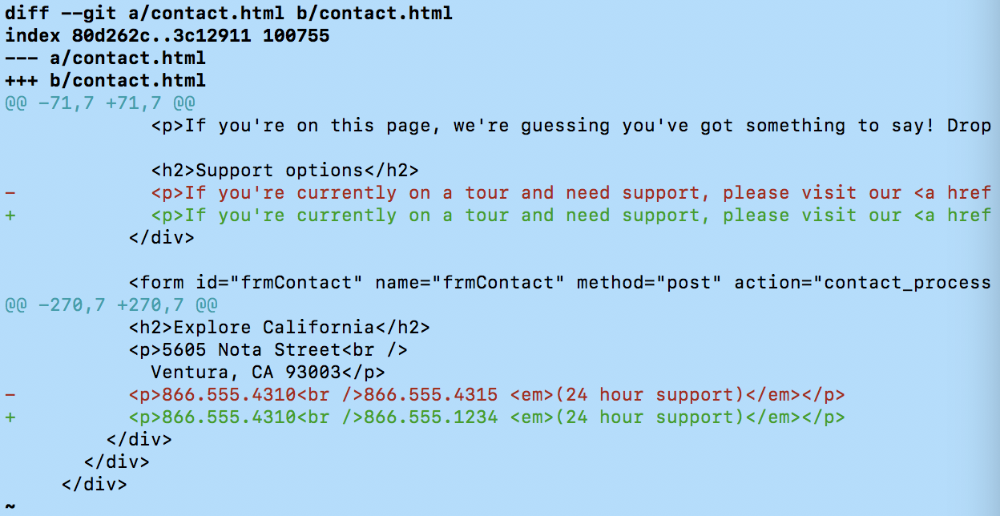 diff --git a/contact.html b/contact.html
index 80d262c..3c12911 100755
--- a/contact.html
+++ b/contact.html
@@ -71,7 +71,7 @@
             <p>If you're on this page, we're guessing you've got something to say! Drop

             <h2>Support options</h2>
-            <p>If you're currently on a tour and need support, please visit our <a href
+            <p>If you're currently on a tour and need support, please visit our <a href
           </div>

           <form id="frmContact" name="frmContact" method="post" action="contact_process
@@ -270,7 +270,7 @@
           <h2>Explore California</h2>
           <p>5605 Nota Street<br />
             Ventura, CA 93003</p>
-          <p>866.555.4310<br />866.555.4315 <em>(24 hour support)</em></p>
+          <p>866.555.4310<br />866.555.1234 <em>(24 hour support)</em></p>
         </div>
       </div>
     </div>
~